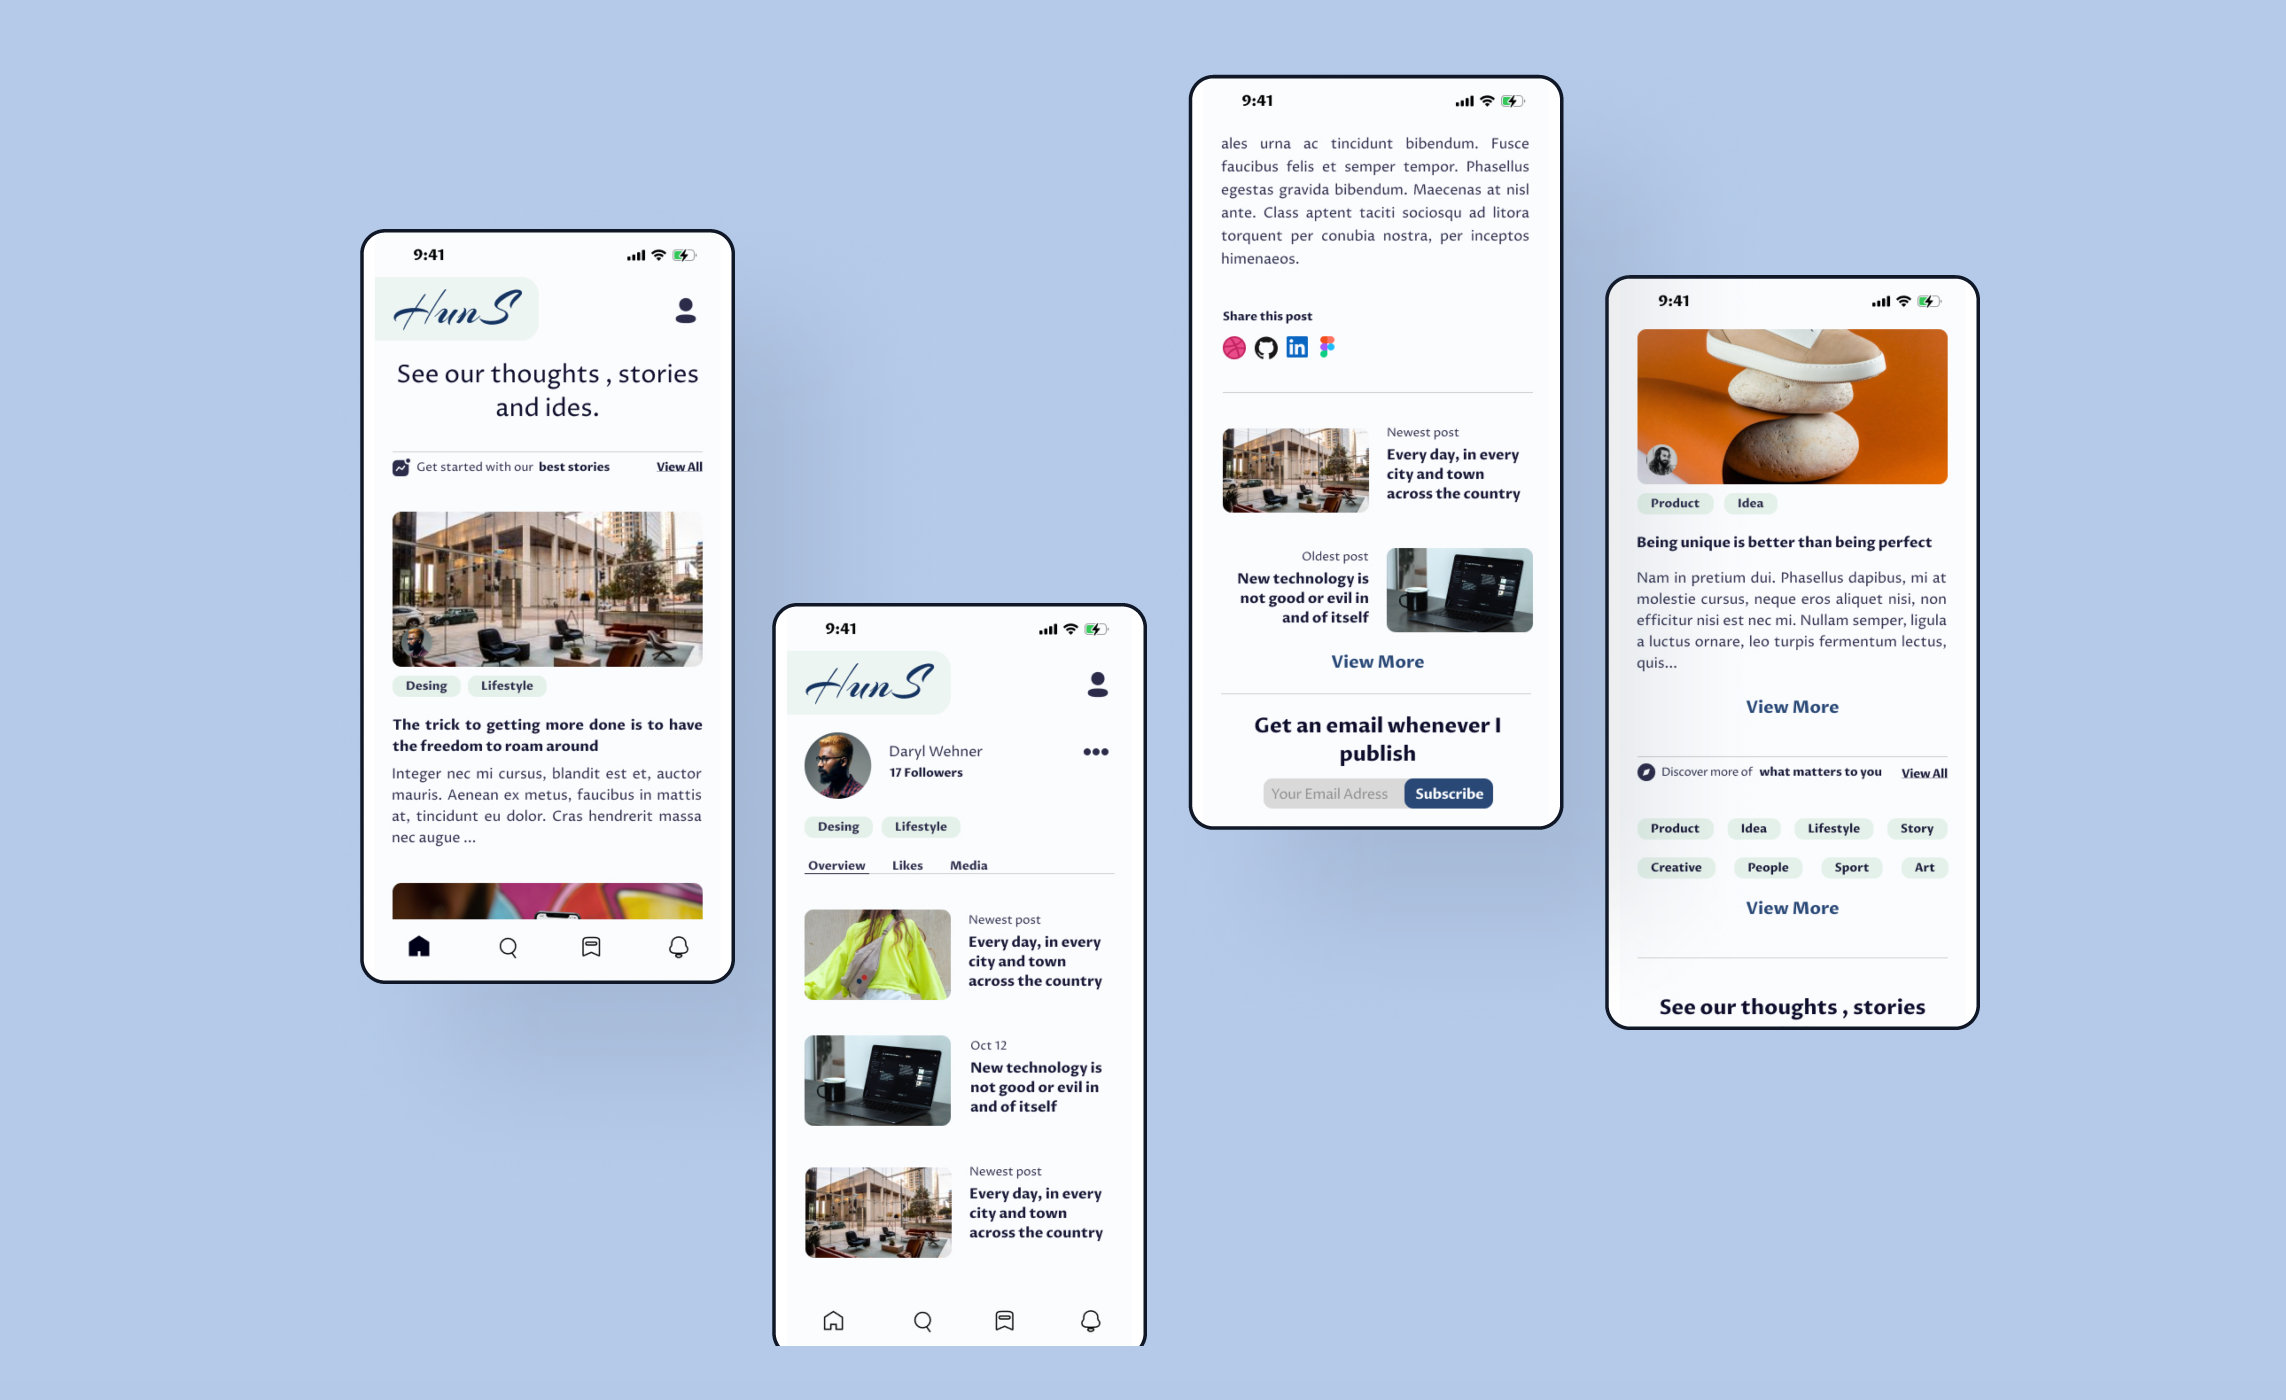 9:41
HunS
See our thoughts , stories
and ides.
Get started with our best stories View All
Desing Lifestyle
The trick to getting more done is to have
the freedom to roam around
Integer nec mi cursus, blandit est et, auctor
mauris. Aenean ex metus, faucibus in mattis
at, tincidunt eu dolor. Cras hendrerit massa
nec augue ...
9:41
HunS
Daryl Wehner
17 Followers
Desing Lifestyle
Overview Likes Media
Newest post
Every day, in every
city and town
across the country
Oct 12
New technology is
not good or evil in
and of itself
Newest post
Every day, in every
city and town
across the country
9:41
ales urna ac tincidunt bibendum. Fusce
faucibus felis et semper tempor. Phasellus
egestas gravida bibendum. Maecenas at nisl
ante. Class aptent taciti sociosqu ad litora
torquent per conubia nostra, per inceptos
himenaeos.
Share this post
in
Newest post
Every day, in every
city and town
across the country
Oldest post
New technology is
not good or evil in
and of itself
View More
Get an email whenever I
publish
Your Email Adress Subscribe
9:41
Product Idea
Being unique is better than being perfect
Nam in pretium dui. Phasellus dapibus, mi at
molestie cursus, neque eros aliquet nisi, non
efficitur nisi est nec mi. Nullam semper, ligula
a luctus ornare, leo turpis fermentum lectus,
quis...
View More
Discover more of what matters to you View All
Product Idea Lifestyle Story
Creative People Sport Art
View More
See our thoughts , stories